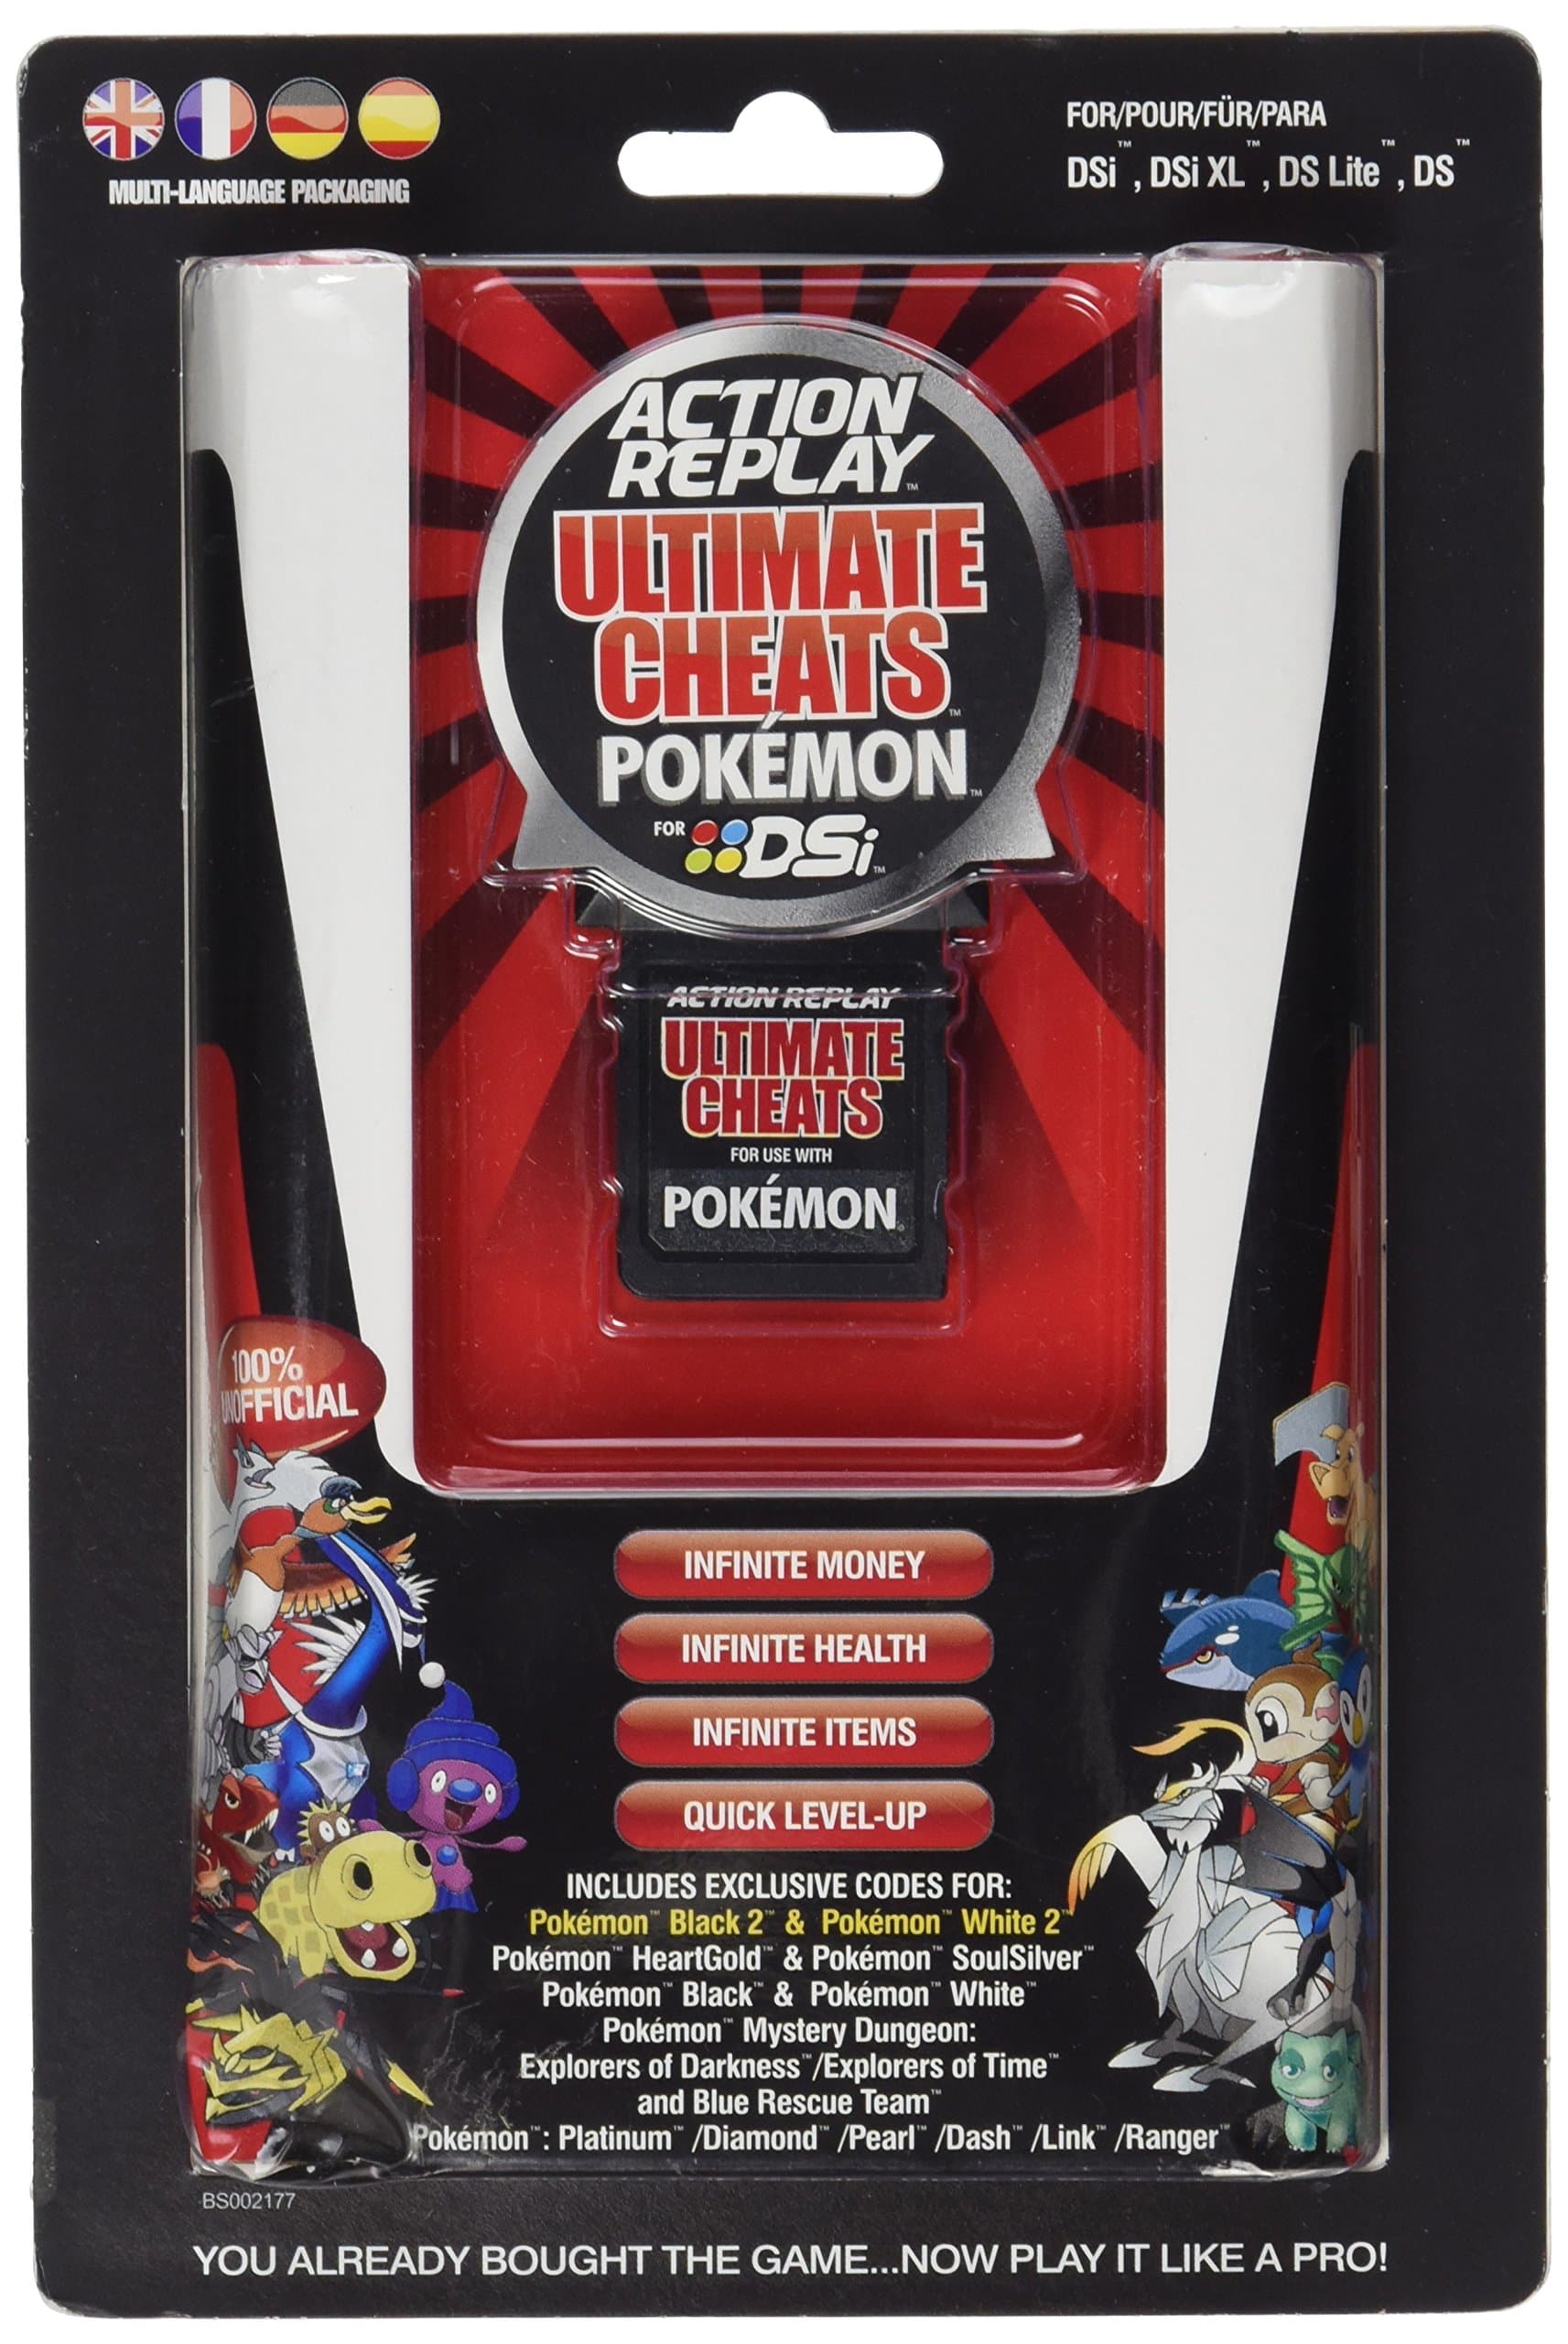 MULTI-LANGUAGE PACKAGING
FOR/POUR/FÜR/PARA
DSi™, DSi XL™, DS Lite™, DS™
ACTION
REPLAY™
ULTIMATE
CHEATS™
POKÉMON™
FOR DSi™
ACTION REPLAY
ULTIMATE
CHEATS
FOR USE WITH
POKÉMON®
100%
UNOFFICIAL
INFINITE MONEY
INFINITE HEALTH
INFINITE ITEMS
QUICK LEVEL-UP
INCLUDES EXCLUSIVE CODES FOR:
Pokémon™ Black 2™ & Pokémon™ White 2™
Pokémon™ HeartGold™ & Pokémon™ SoulSilver™
Pokémon™ Black™ & Pokémon™ White™
Pokémon™ Mystery Dungeon:
Explorers of Darkness™/Explorers of Time™
and Blue Rescue Team™
Pokémon™: Platinum™ /Diamond™ /Pearl™ /Dash™ /Link™ /Ranger™
BS002177
YOU ALREADY BOUGHT THE GAME...NOW PLAY IT LIKE A PRO!